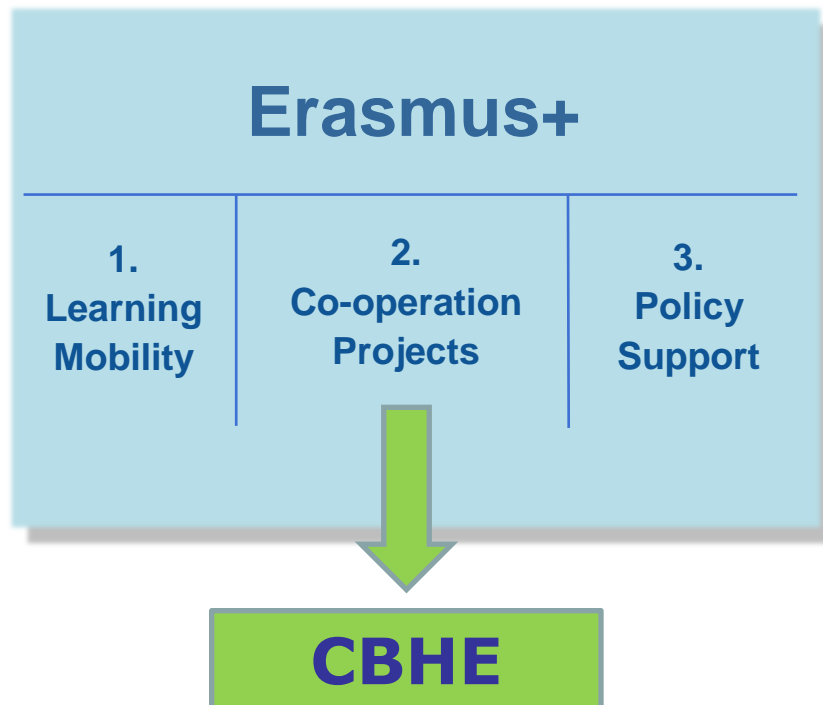 Erasmus+
1.
Learning
Mobility
2.
Co-operation
Projects
3.
Policy
Support
CBHE